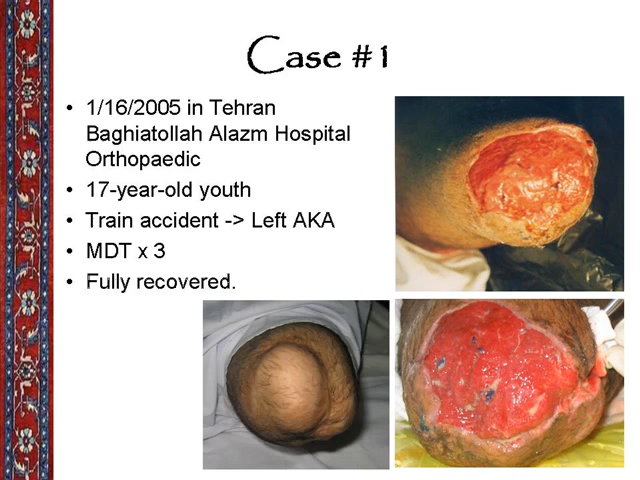 Case #1
• 1/16/2005 in Tehran
Baghiatollah Alazm Hospital
Orthopaedic
• 17-year-old youth
• Train accident -> Left AKA
• MDT x 3
• Fully recovered.